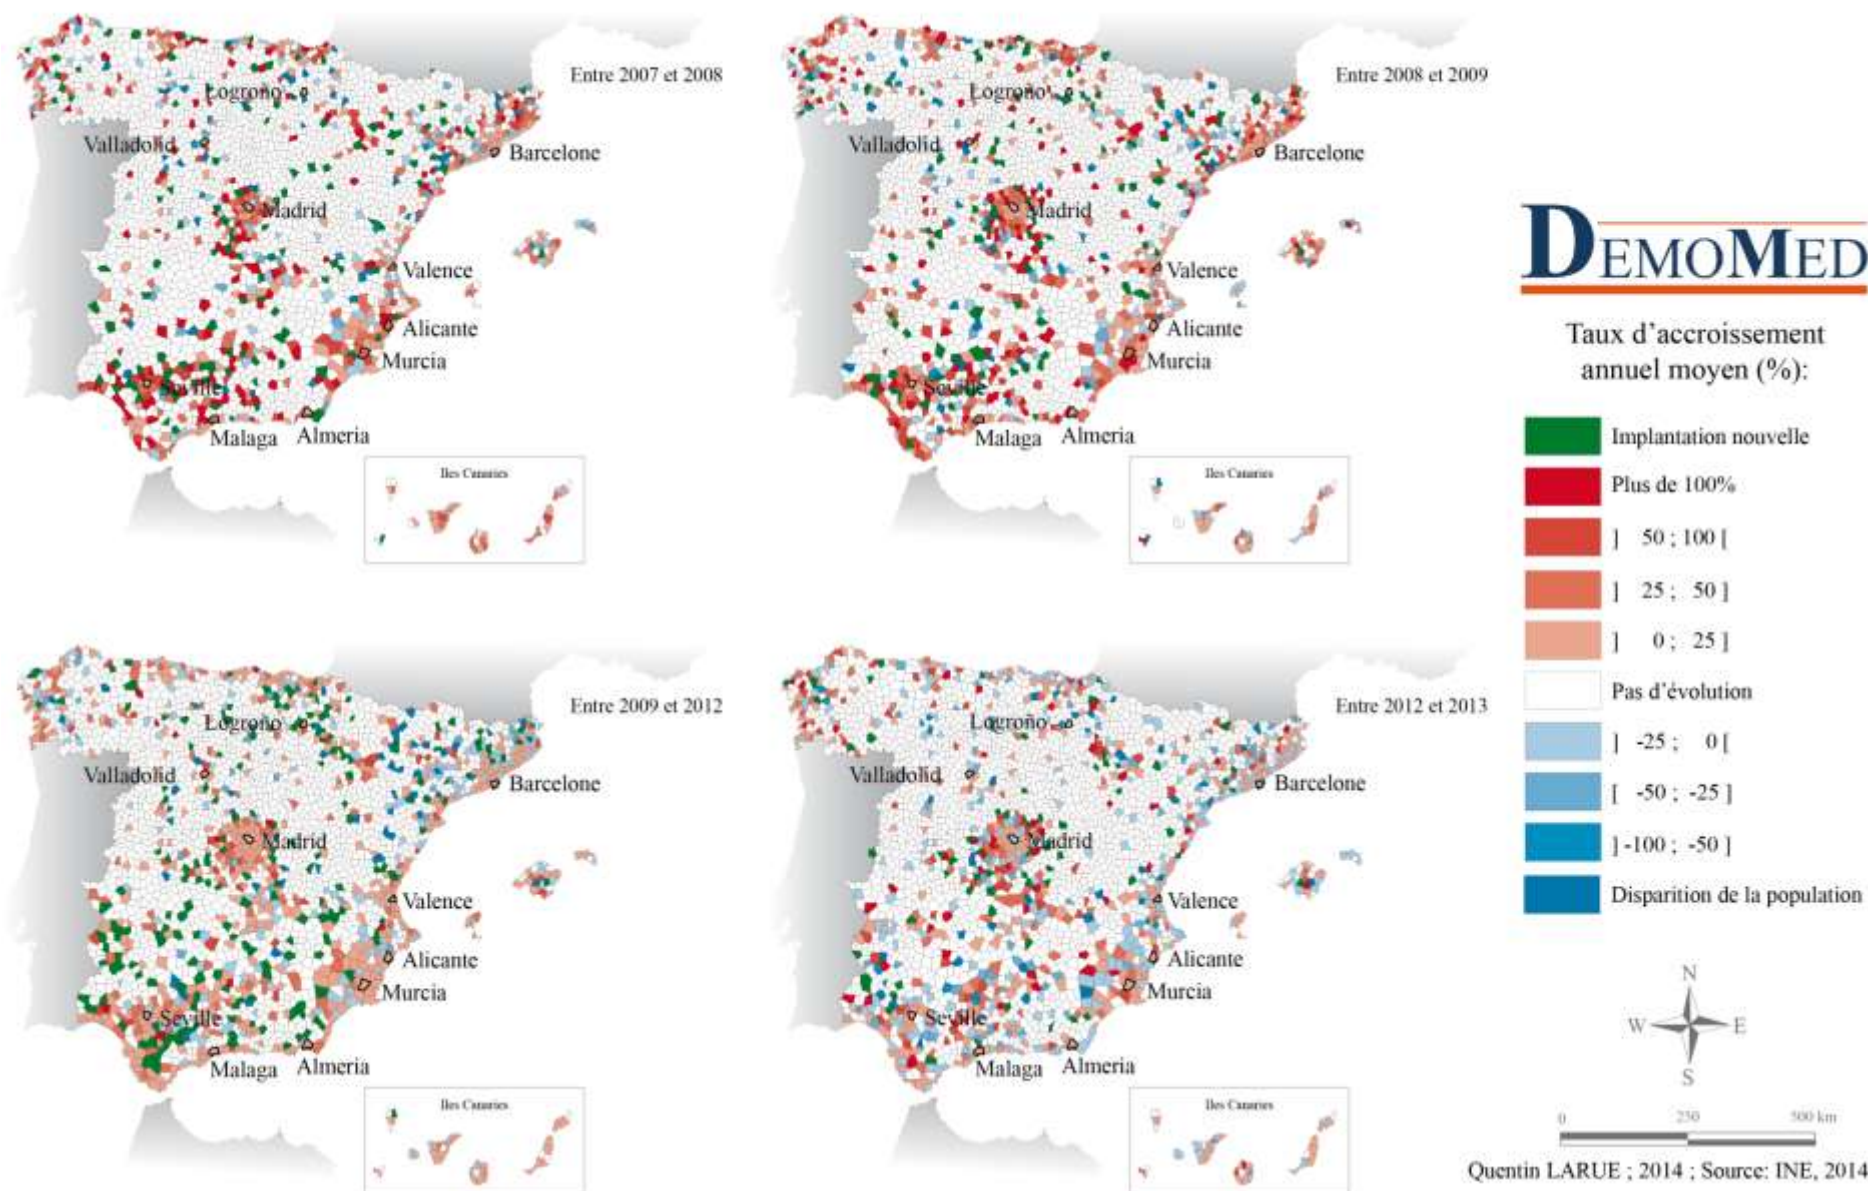 Entre 2007 et 2008
Logroño
Valladolid
Barcelone
Madrid
Valence
Alicante
Murcia
Seville
Malaga
Almeria
Iles Canaries
Entre 2008 et 2009
Logroño
Valladolid
Barcelone
Madrid
Valence
Alicante
Murcia
Seville
Malaga
Almeria
Iles Canaries
Entre 2009 et 2012
Logroño
Valladolid
Barcelone
Madrid
Valence
Alicante
Murcia
Seville
Malaga
Almeria
Iles Canaries
Entre 2012 et 2013
Logroño
Valladolid
Barcelone
Madrid
Valence
Alicante
Murcia
Seville
Malaga
Almeria
Iles Canaries
DEMOMED
Taux d'accroissement
annuel moyen (%):
Implantation nouvelle
Plus de 100%
] 50 ; 100 [
] 25 ; 50 ]
] 0 ; 25 ]
Pas d'évolution
] -25 ; 0 [
[ -50 ; -25 ]
] -100 ; -50 ]
Disparition de la population
N
W E
S
0 250 500 km
Quentin LARUE ; 2014 ; Source: INE, 2014